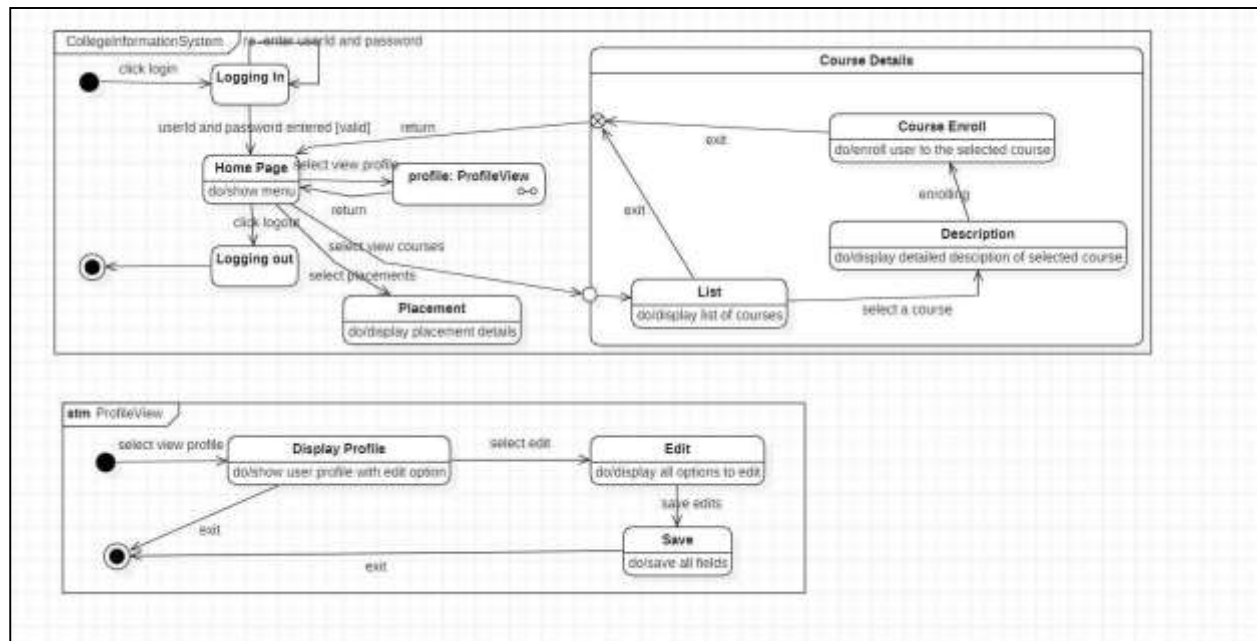 CollegeInformationSystem
re-enter userId and password
click login
Logging In
userId and password entered [valid]
return
Home Page
do/show menu
select view profile
profile: ProfileView
return
click logout
Logging out
select view courses
select placements
Placement
do/display placement details
Course Details
Course Enroll
do/enroll user to the selected course
exit
enrolling
exit
Description
do/display detailed desciption of selected course
List
do/display list of courses
select a course
stm ProfileView
select view profile
Display Profile
do/show user profile with edit option
select edit
Edit
do/display all options to edit
save edits
exit
Save
do/save all fields
exit